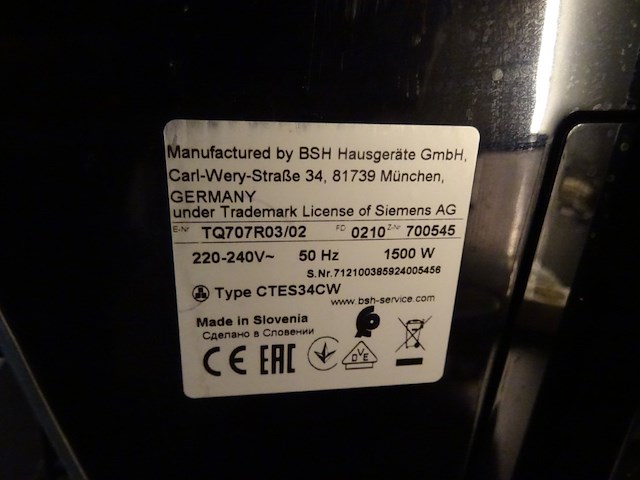 Manufactured by BSH Hausgeräte GmbH,
Carl-Wery-Straße 34, 81739 München,
GERMANY
under Trademark License of Siemens AG
E-Nr TQ707R03/02 FD 0210 Z-Nr 700545
220-240V~ 50 Hz 1500 W
S.Nr.712100385924005456
Type CTES34CW
www.bsh-service.com
Made in Slovenia
Сделано в Словении
CE EAC OVE